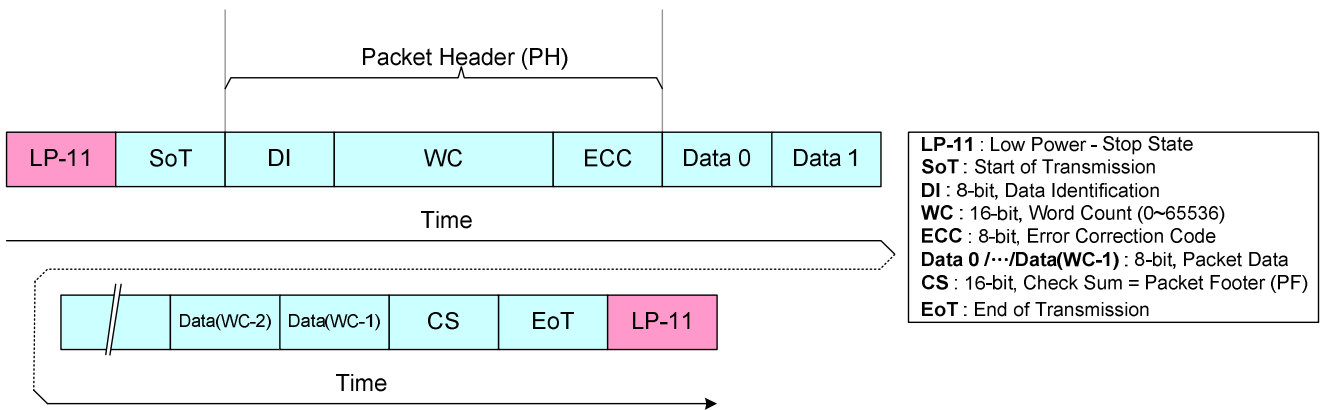 Packet Header (PH)
LP-11 SoT DI WC ECC Data 0 Data 1
Time
Data(WC-2) Data(WC-1) CS EoT LP-11
Time
LP-11 : Low Power - Stop State
SoT : Start of Transmission
DI : 8-bit, Data Identification
WC : 16-bit, Word Count (0~65536)
ECC : 8-bit, Error Correction Code
Data 0 /···/Data(WC-1) : 8-bit, Packet Data
CS : 16-bit, Check Sum = Packet Footer (PF)
EoT : End of Transmission